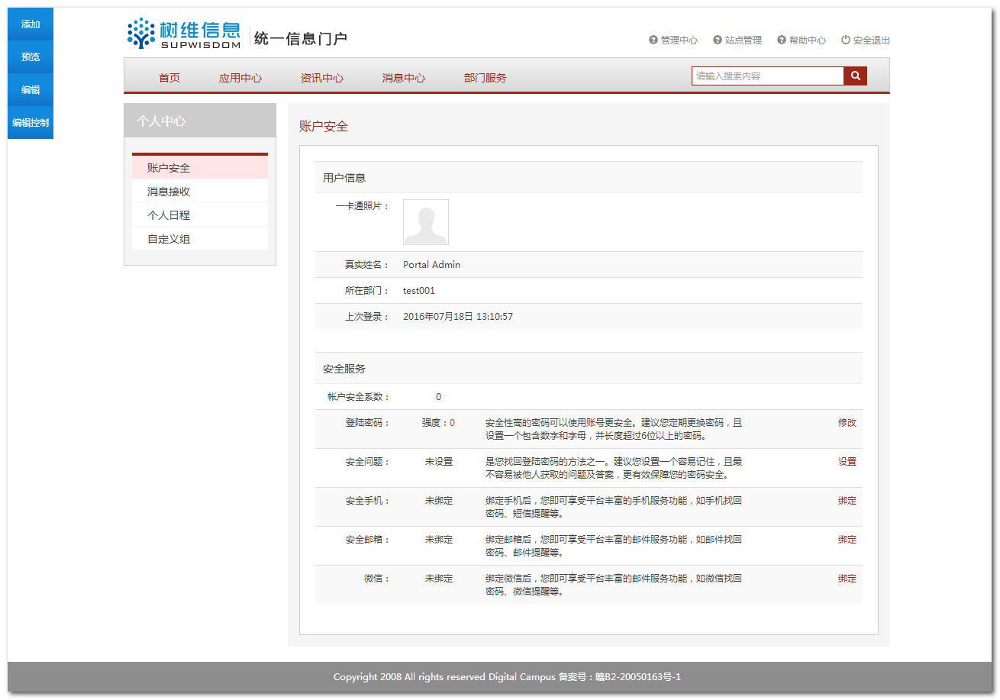 添加
预览
编辑
编辑控制
树维信息
SUPWISDOM
统一信息门户
管理中心 站点管理 帮助中心 安全退出
首页 应用中心 资讯中心 消息中心 部门服务
请输入搜索内容
个人中心
账户安全
消息接收
个人日程
自定义组
账户安全
用户信息
一卡通照片：
真实姓名： Portal Admin
所在部门： test001
上次登录： 2016年07月18日 13:10:57
安全服务
帐户安全系数： 0
登陆密码： 强度：0 安全性高的密码可以使用账号更安全。建议您定期更换密码，且 修改
设置一个包含数字和字母，并长度超过6位以上的密码。
安全问题： 未设置 是您找回登陆密码的方法之一。建议您设置一个容易记住，且最 设置
不容易被他人获取的问题及答案，更有效保障您的密码安全。
安全手机： 未绑定 绑定手机后，您即可享受平台丰富的手机服务功能，如手机找回 绑定
密码、短信提醒等。
安全邮箱： 未绑定 绑定邮箱后，您即可享受平台丰富的邮件服务功能，如邮件找回 绑定
密码、邮件提醒等。
微信： 未绑定 绑定微信后，您即可享受平台丰富的邮件服务功能，如微信找回 绑定
密码、微信提醒等。
Copyright 2008 All rights reserved Digital Campus 备案号：赣B2-20050163号-1